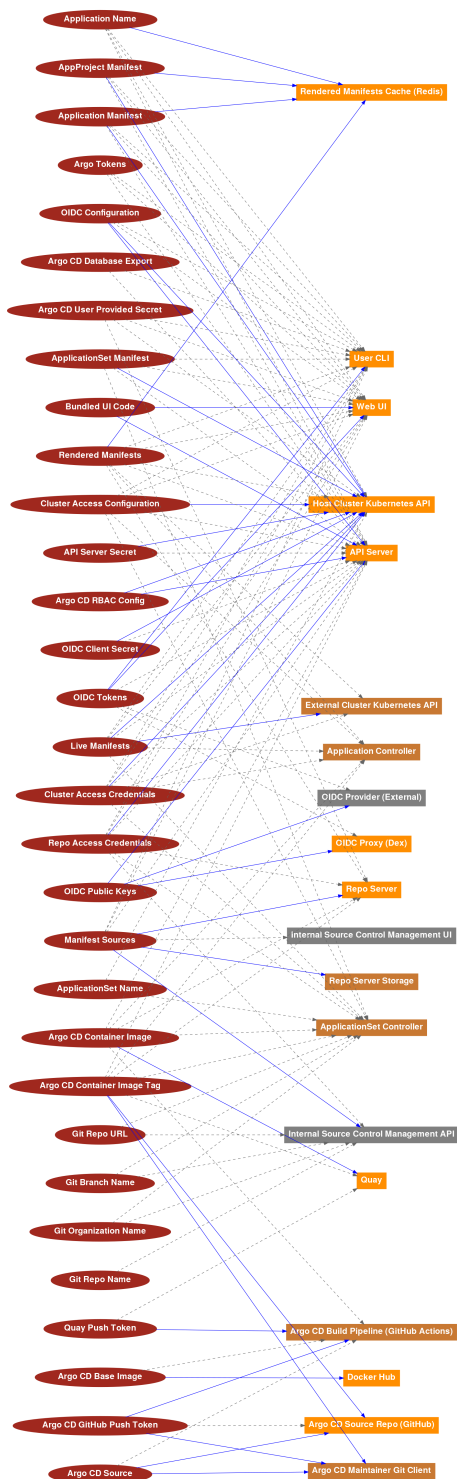 Application Name
AppProject Manifest
Rendered Manifests Cache (Redis)
Application Manifest
Argo Tokens
OIDC Configuration
Argo CD Database Export
Argo CD User Provided Secret
ApplicationSet Manifest
User CLI
Bundled UI Code
Web UI
Rendered Manifests
Cluster Access Configuration
Host Cluster Kubernetes API
API Server Secret
API Server
Argo CD RBAC Config
OIDC Client Secret
OIDC Tokens
External Cluster Kubernetes API
Live Manifests
Application Controller
Cluster Access Credentials
OIDC Provider (External)
Repo Access Credentials
OIDC Proxy (Dex)
OIDC Public Keys
Repo Server
Manifest Sources
internal Source Control Management UI
Repo Server Storage
ApplicationSet Name
Argo CD Container Image
ApplicationSet Controller
Argo CD Container Image Tag
Git Repo URL
Internal Source Control Management API
Git Branch Name
Quay
Git Organization Name
Git Repo Name
Quay Push Token
Argo CD Build Pipeline (GitHub Actions)
Argo CD Base Image
Docker Hub
Argo CD GitHub Push Token
Argo CD Source Repo (GitHub)
Argo CD Source
Argo CD Maintainer Git Client